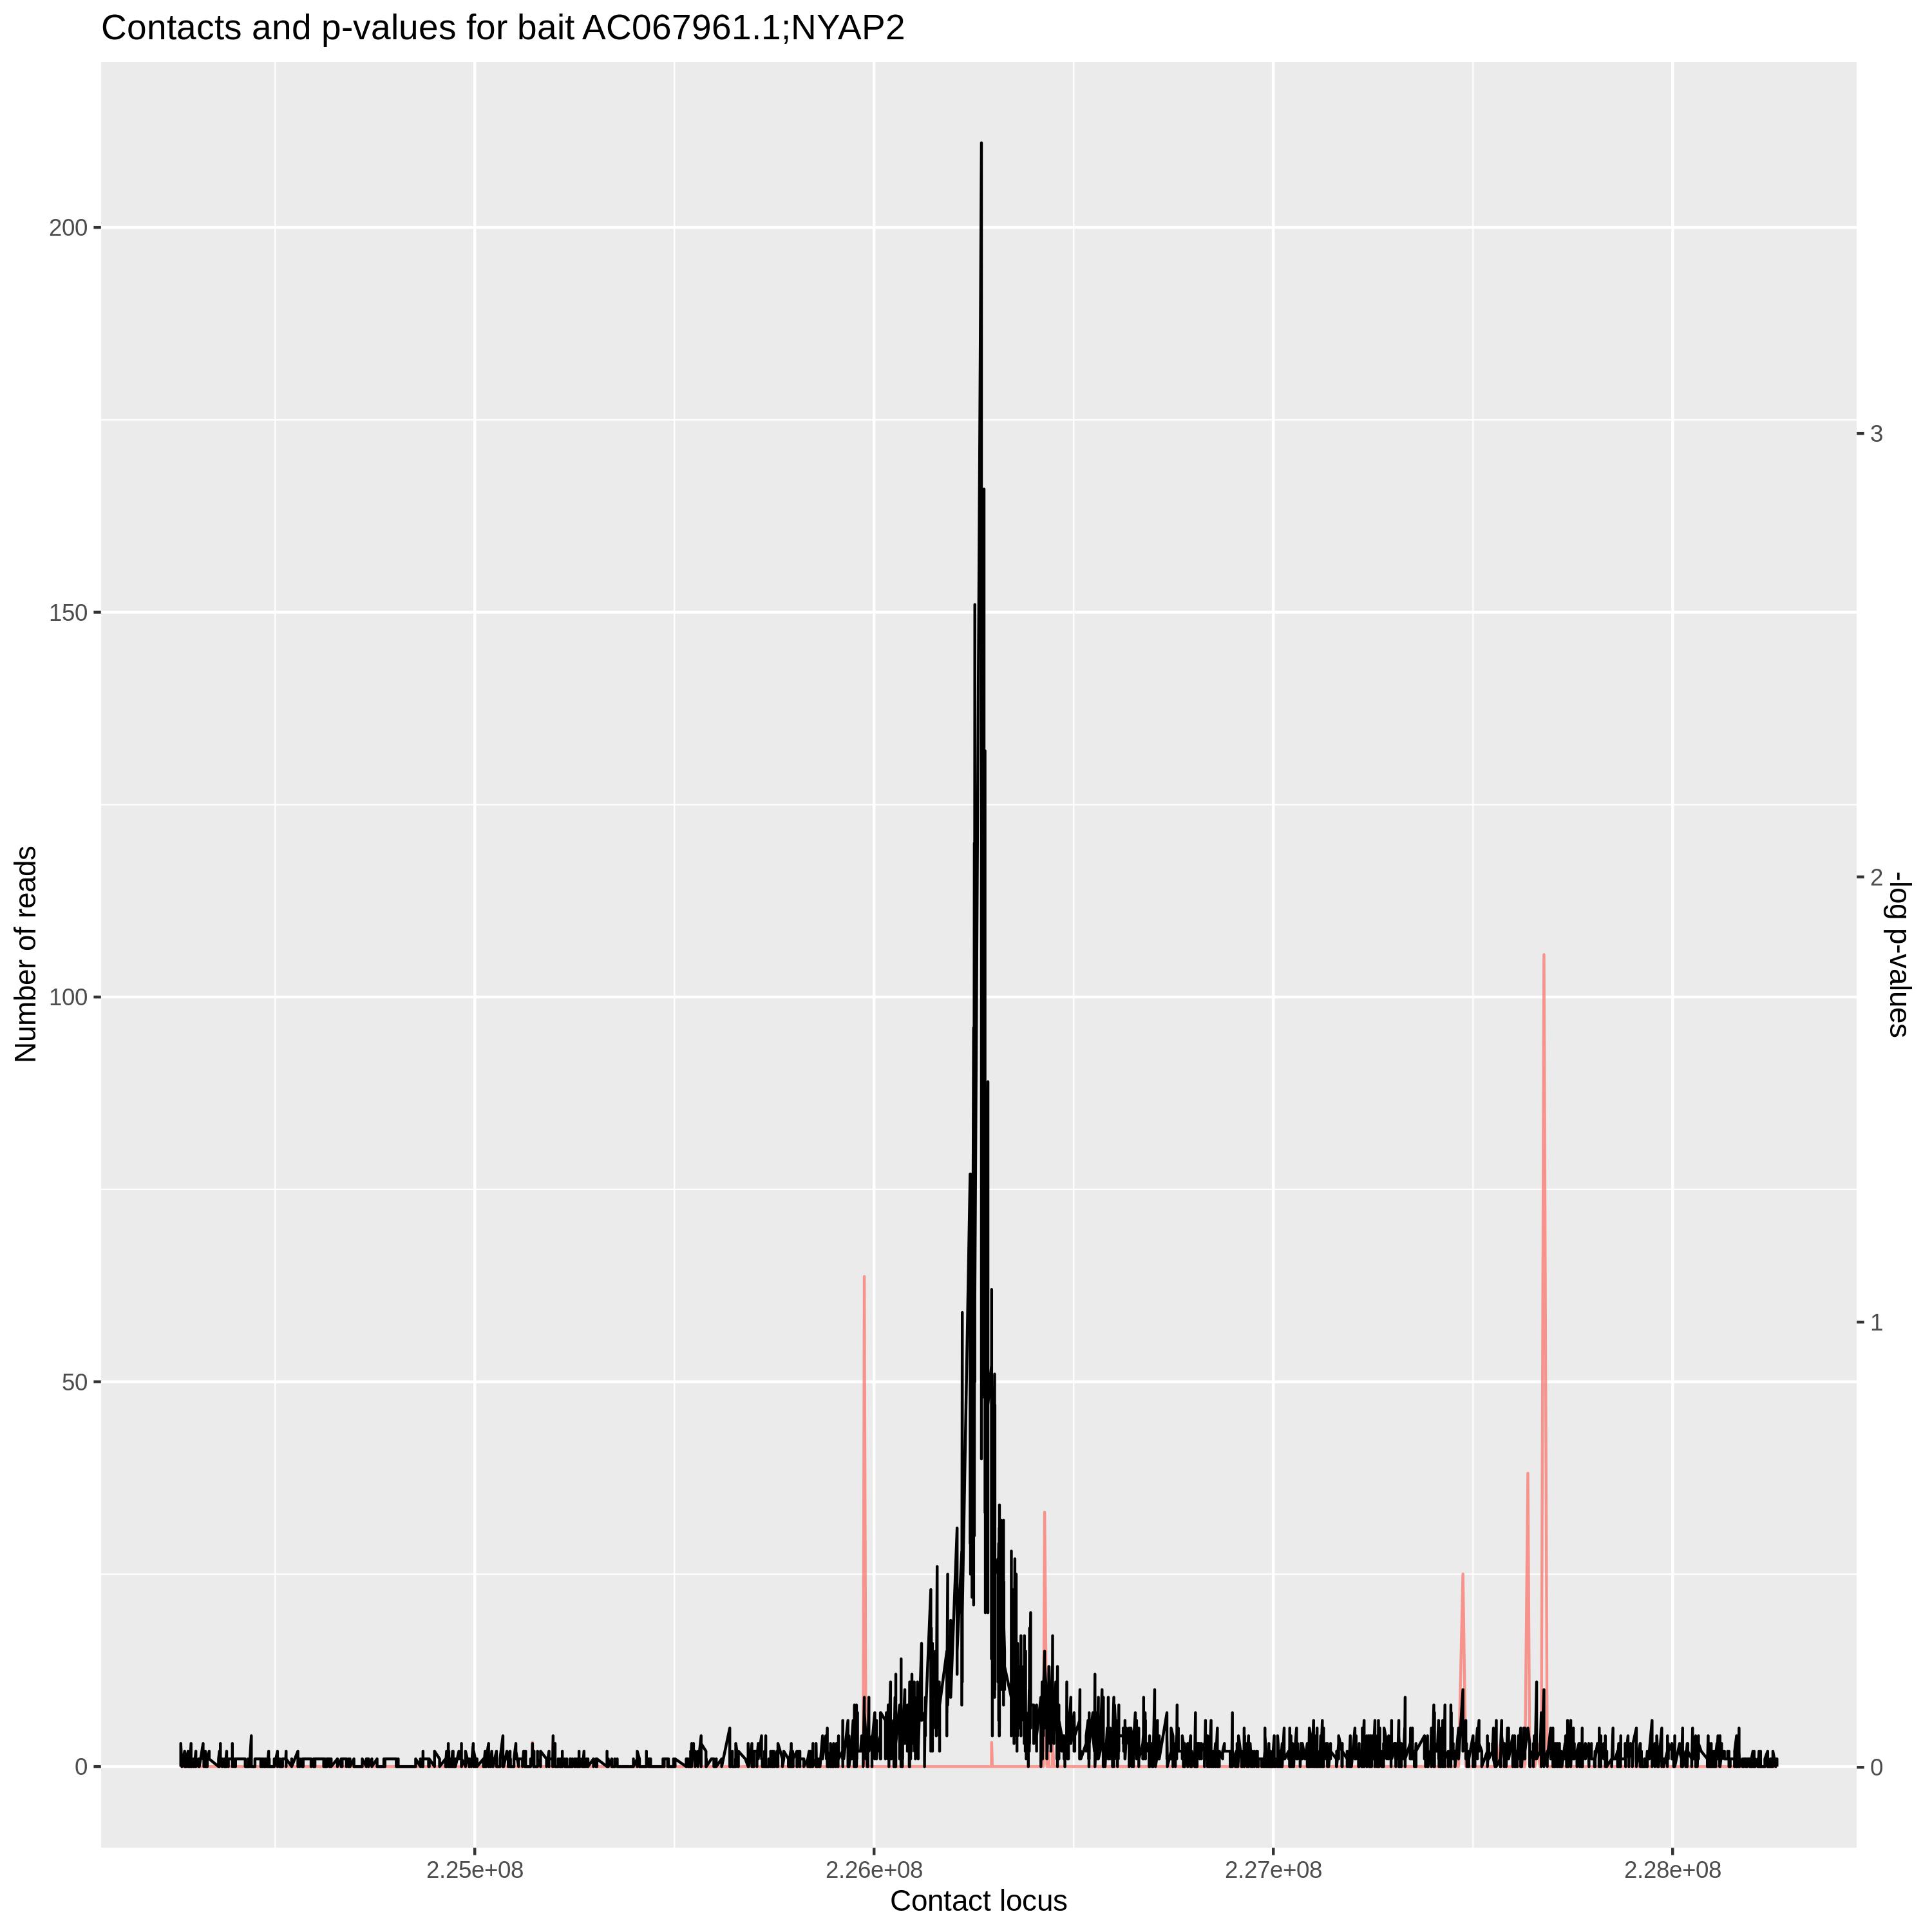 Contacts and p-values for bait AC067961.1;NYAP2
200
150
100
50
0
Number of reads
3
2
1
0
-log p-values
2.25e+08 2.26e+08 2.27e+08 2.28e+08
Contact locus